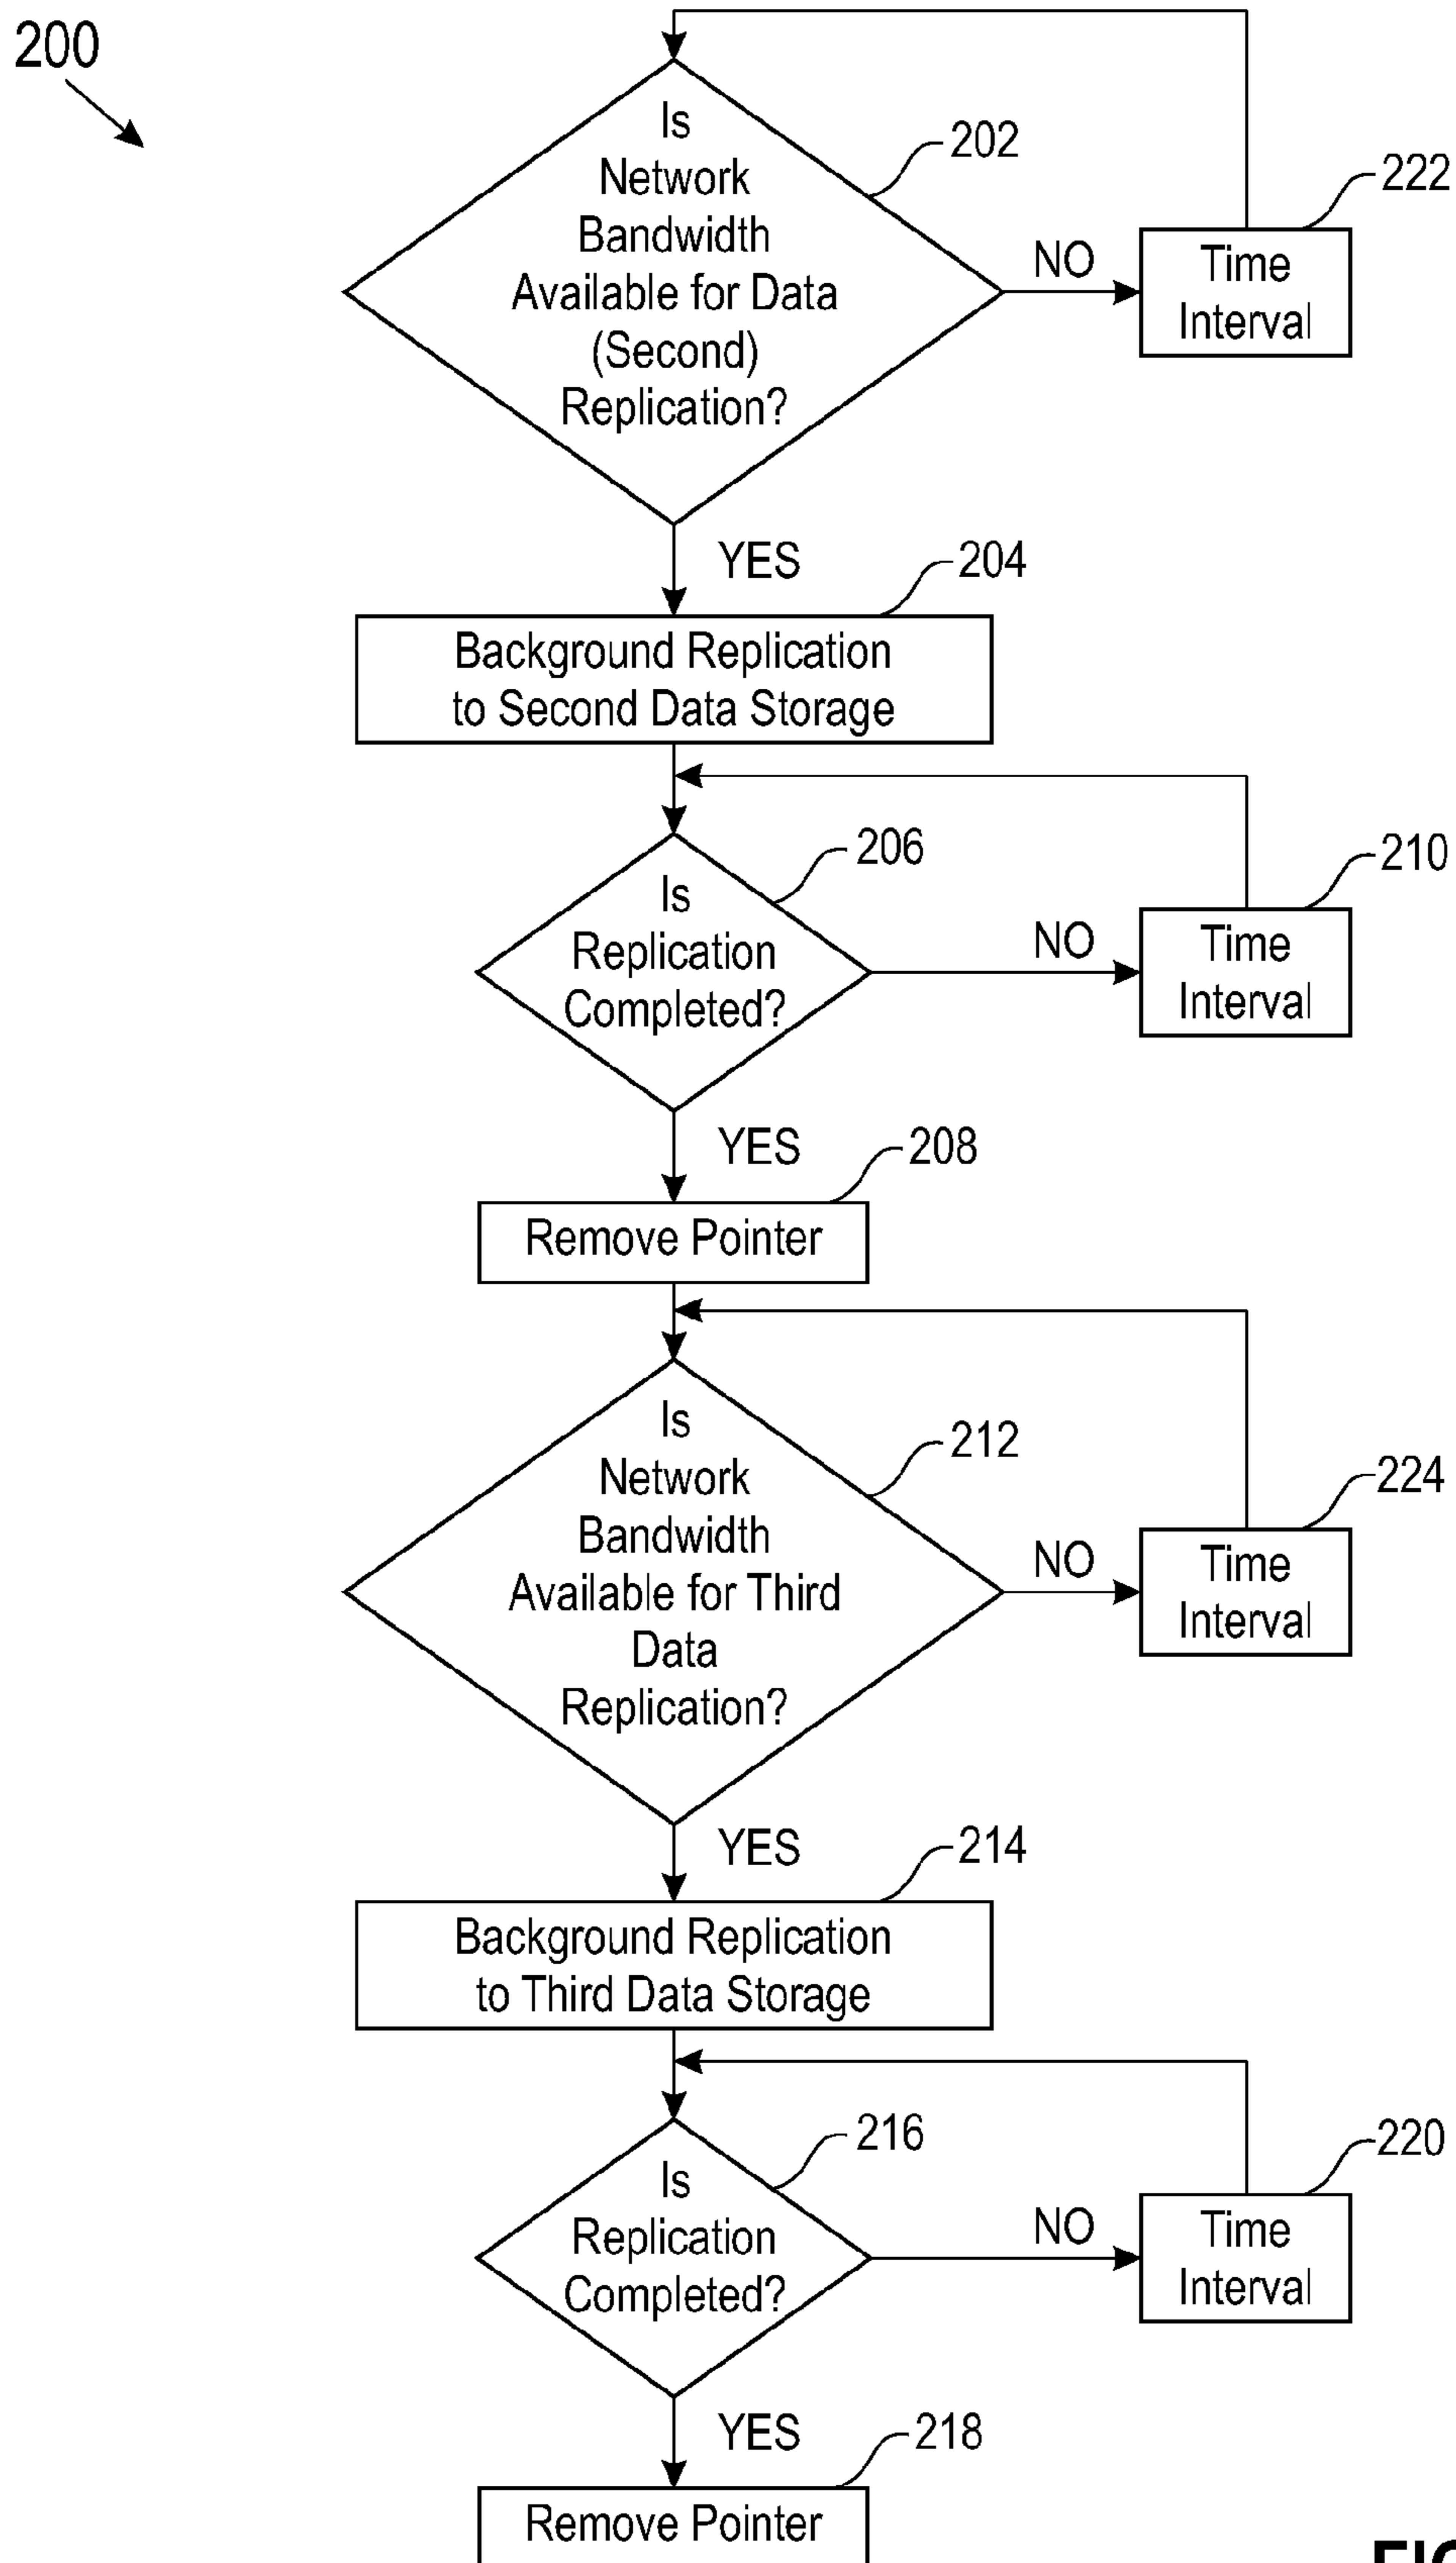 200
Is
Network
Bandwidth
Available for Data
(Second)
Replication?
202
NO
222
Time
Interval
YES
204
Background Replication
to Second Data Storage
206
Is
Replication
Completed?
NO
210
Time
Interval
YES
208
Remove Pointer
212
Is
Network
Bandwidth
Available for Third
Data
Replication?
NO
224
Time
Interval
YES
214
Background Replication
to Third Data Storage
216
Is
Replication
Completed?
NO
220
Time
Interval
YES
218
Remove Pointer